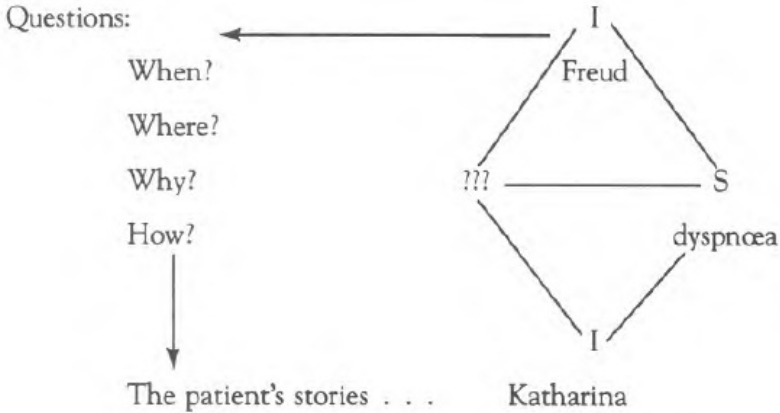 Questions:
I
When?
Freud
Where?
Why?
???
S
How?
dyspnœa
I
The patient's stories . . .
Katharina